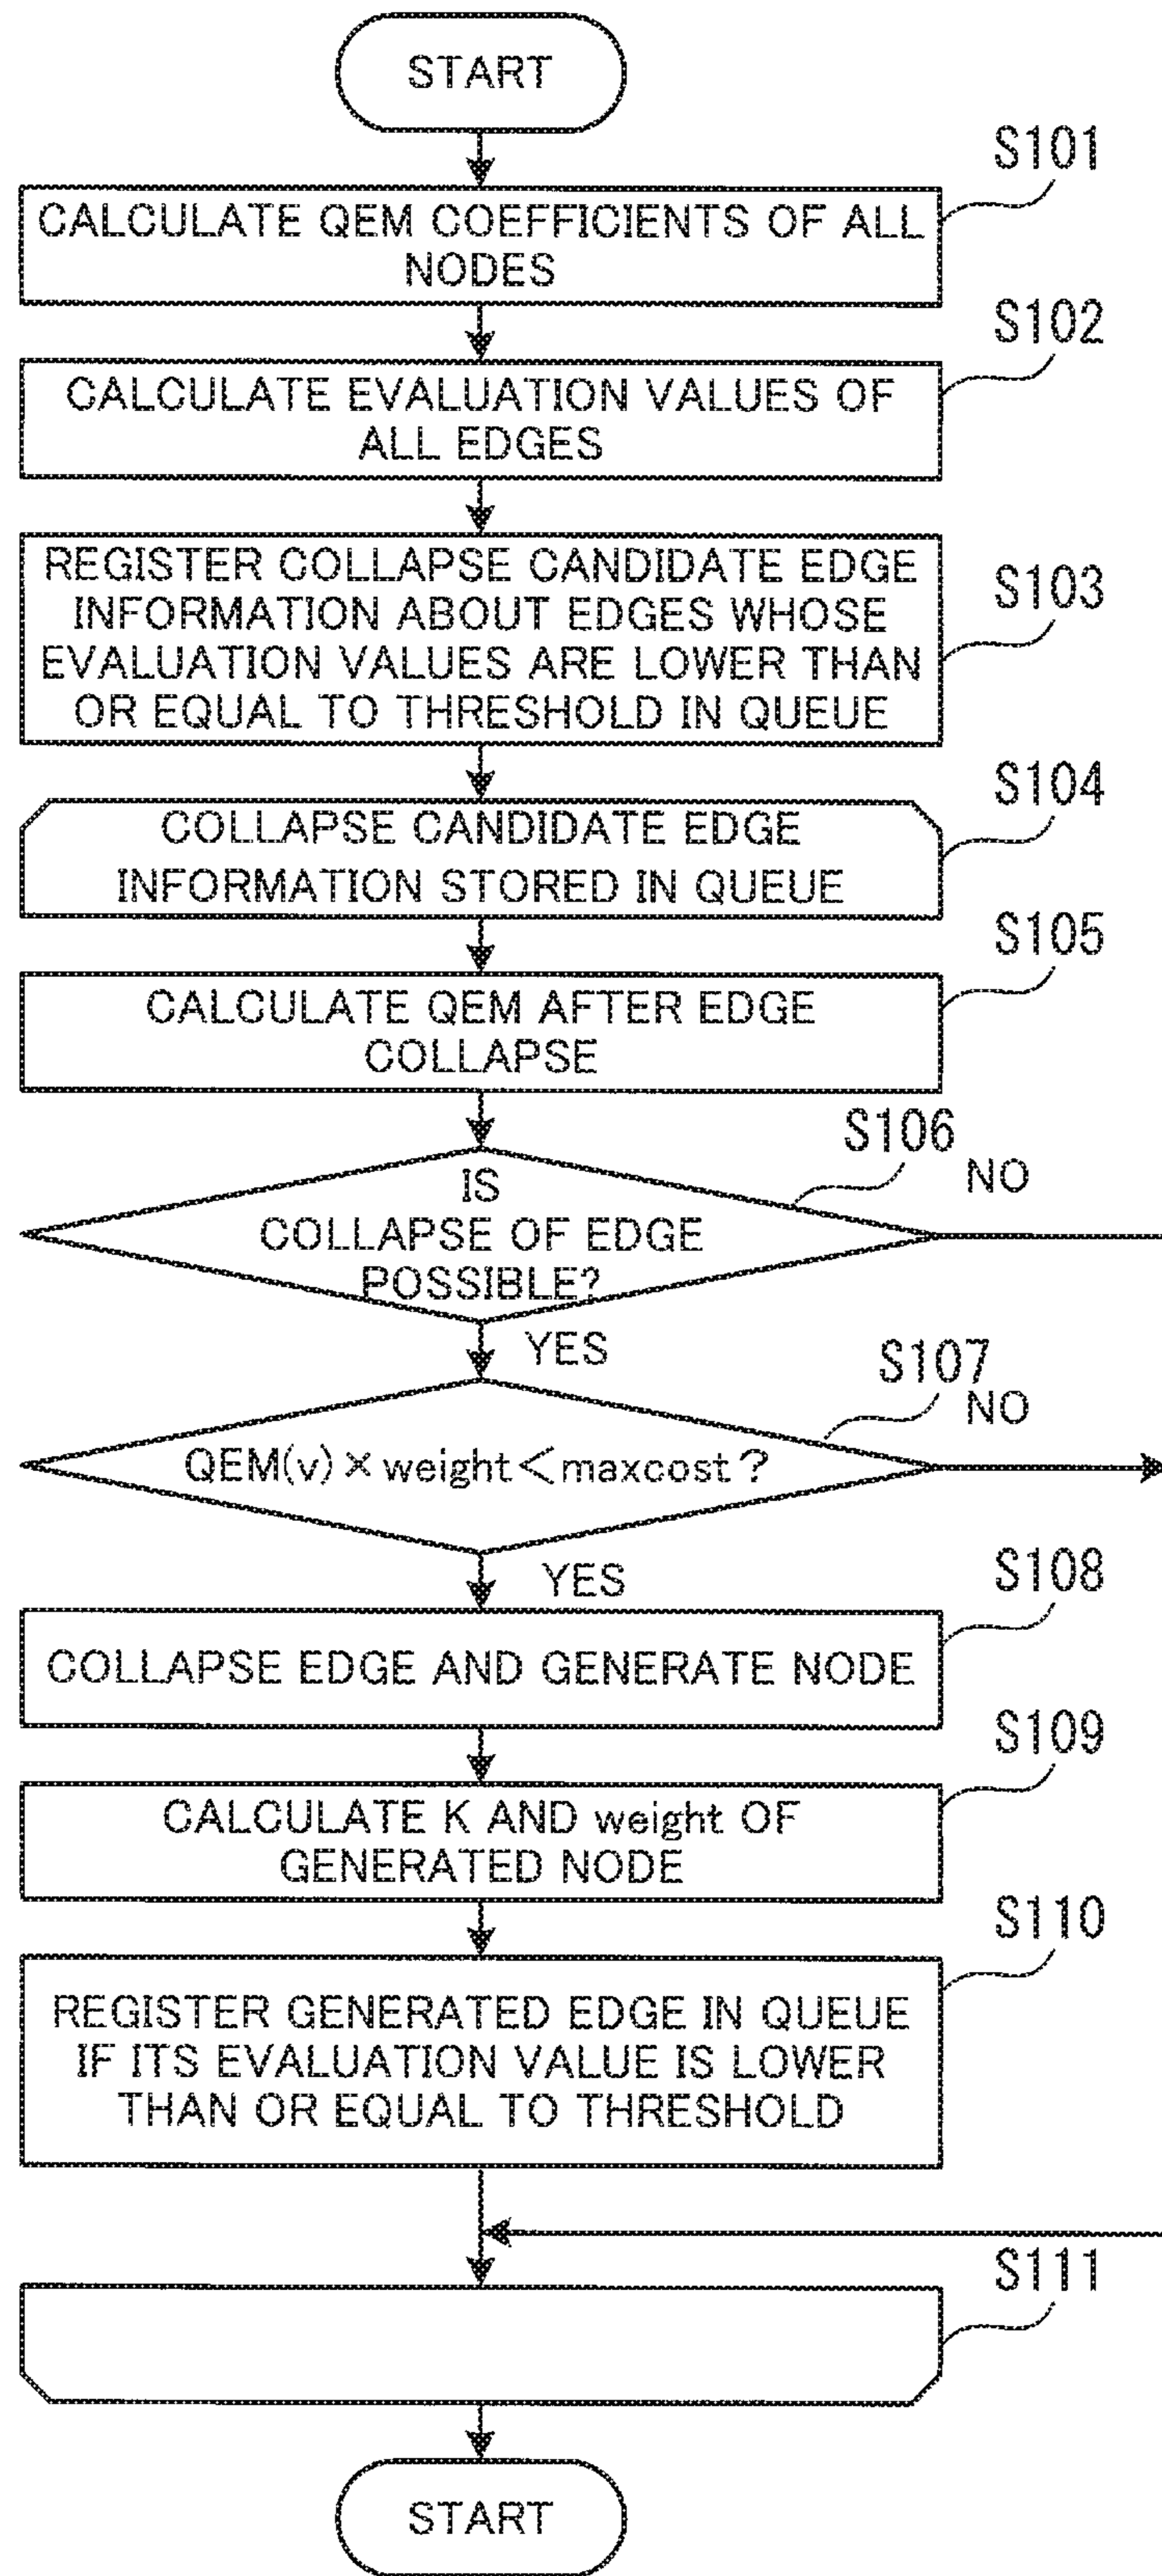 START
S101
CALCULATE QEM COEFFICIENTS OF ALL
NODES
S102
CALCULATE EVALUATION VALUES OF
ALL EDGES
S103
REGISTER COLLAPSE CANDIDATE EDGE
INFORMATION ABOUT EDGES WHOSE
EVALUATION VALUES ARE LOWER THAN
OR EQUAL TO THRESHOLD IN QUEUE
S104
COLLAPSE CANDIDATE EDGE
INFORMATION STORED IN QUEUE
S105
CALCULATE QEM AFTER EDGE
COLLAPSE
S106
NO
IS
COLLAPSE OF EDGE
POSSIBLE?
YES
S107
NO
QEM(v)×weight<maxcost?
YES
S108
COLLAPSE EDGE AND GENERATE NODE
S109
CALCULATE K AND weight OF
GENERATED NODE
S110
REGISTER GENERATED EDGE IN QUEUE
IF ITS EVALUATION VALUE IS LOWER
THAN OR EQUAL TO THRESHOLD
S111
START